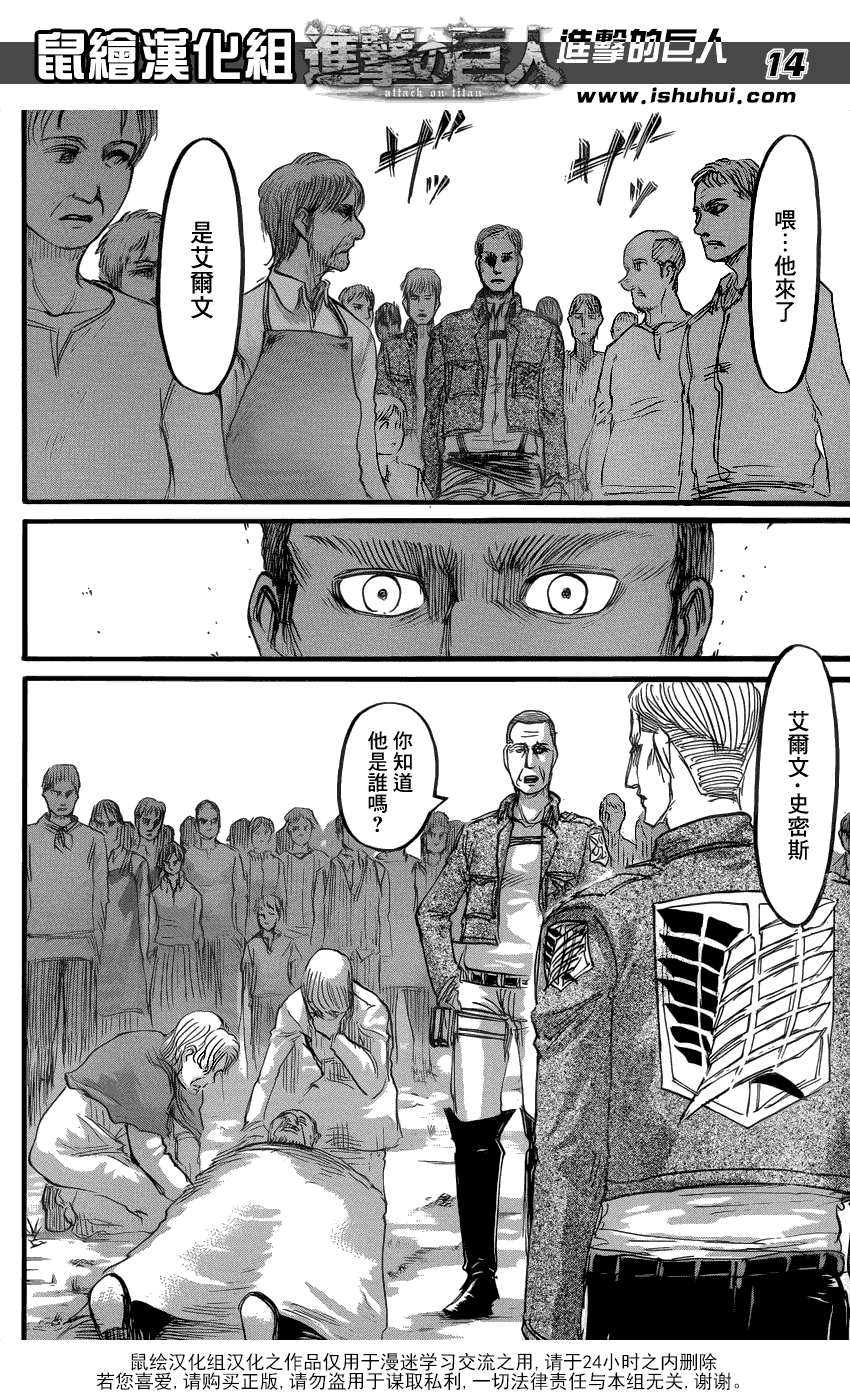 鼠繪漢化組
進撃の巨人
attack on titan
進擊的巨人
14
www.ishuhui.com
喂…他來了
ザッ
ザッ
是艾爾文
艾爾文·史密斯
你知道
他是誰嗎?
鼠绘汉化组汉化之作品仅用于漫迷学习交流之用,请于24小时之内删除
若您喜爱,请购买正版,请勿盗用于谋取私利,一切法律责任与本组无关,谢谢。